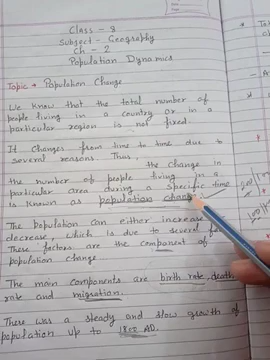 Class - 8
Subject - Geography
Ch - 2
Population Dynamics
Topic → Population Change
We know that the total number of
people living in a country or in a
particular region is not fixed.
It Changes from time to time due to
several reasons. Thus, the change in
the number of people living in a
particular area during a specific time
is known as population chang
The population can either increase
decrease which is due to several
These factors are the component of
population change
The main components are birth rate, death
rate and migration.
There was a steady and slow growth of
population up to 1800 AD.